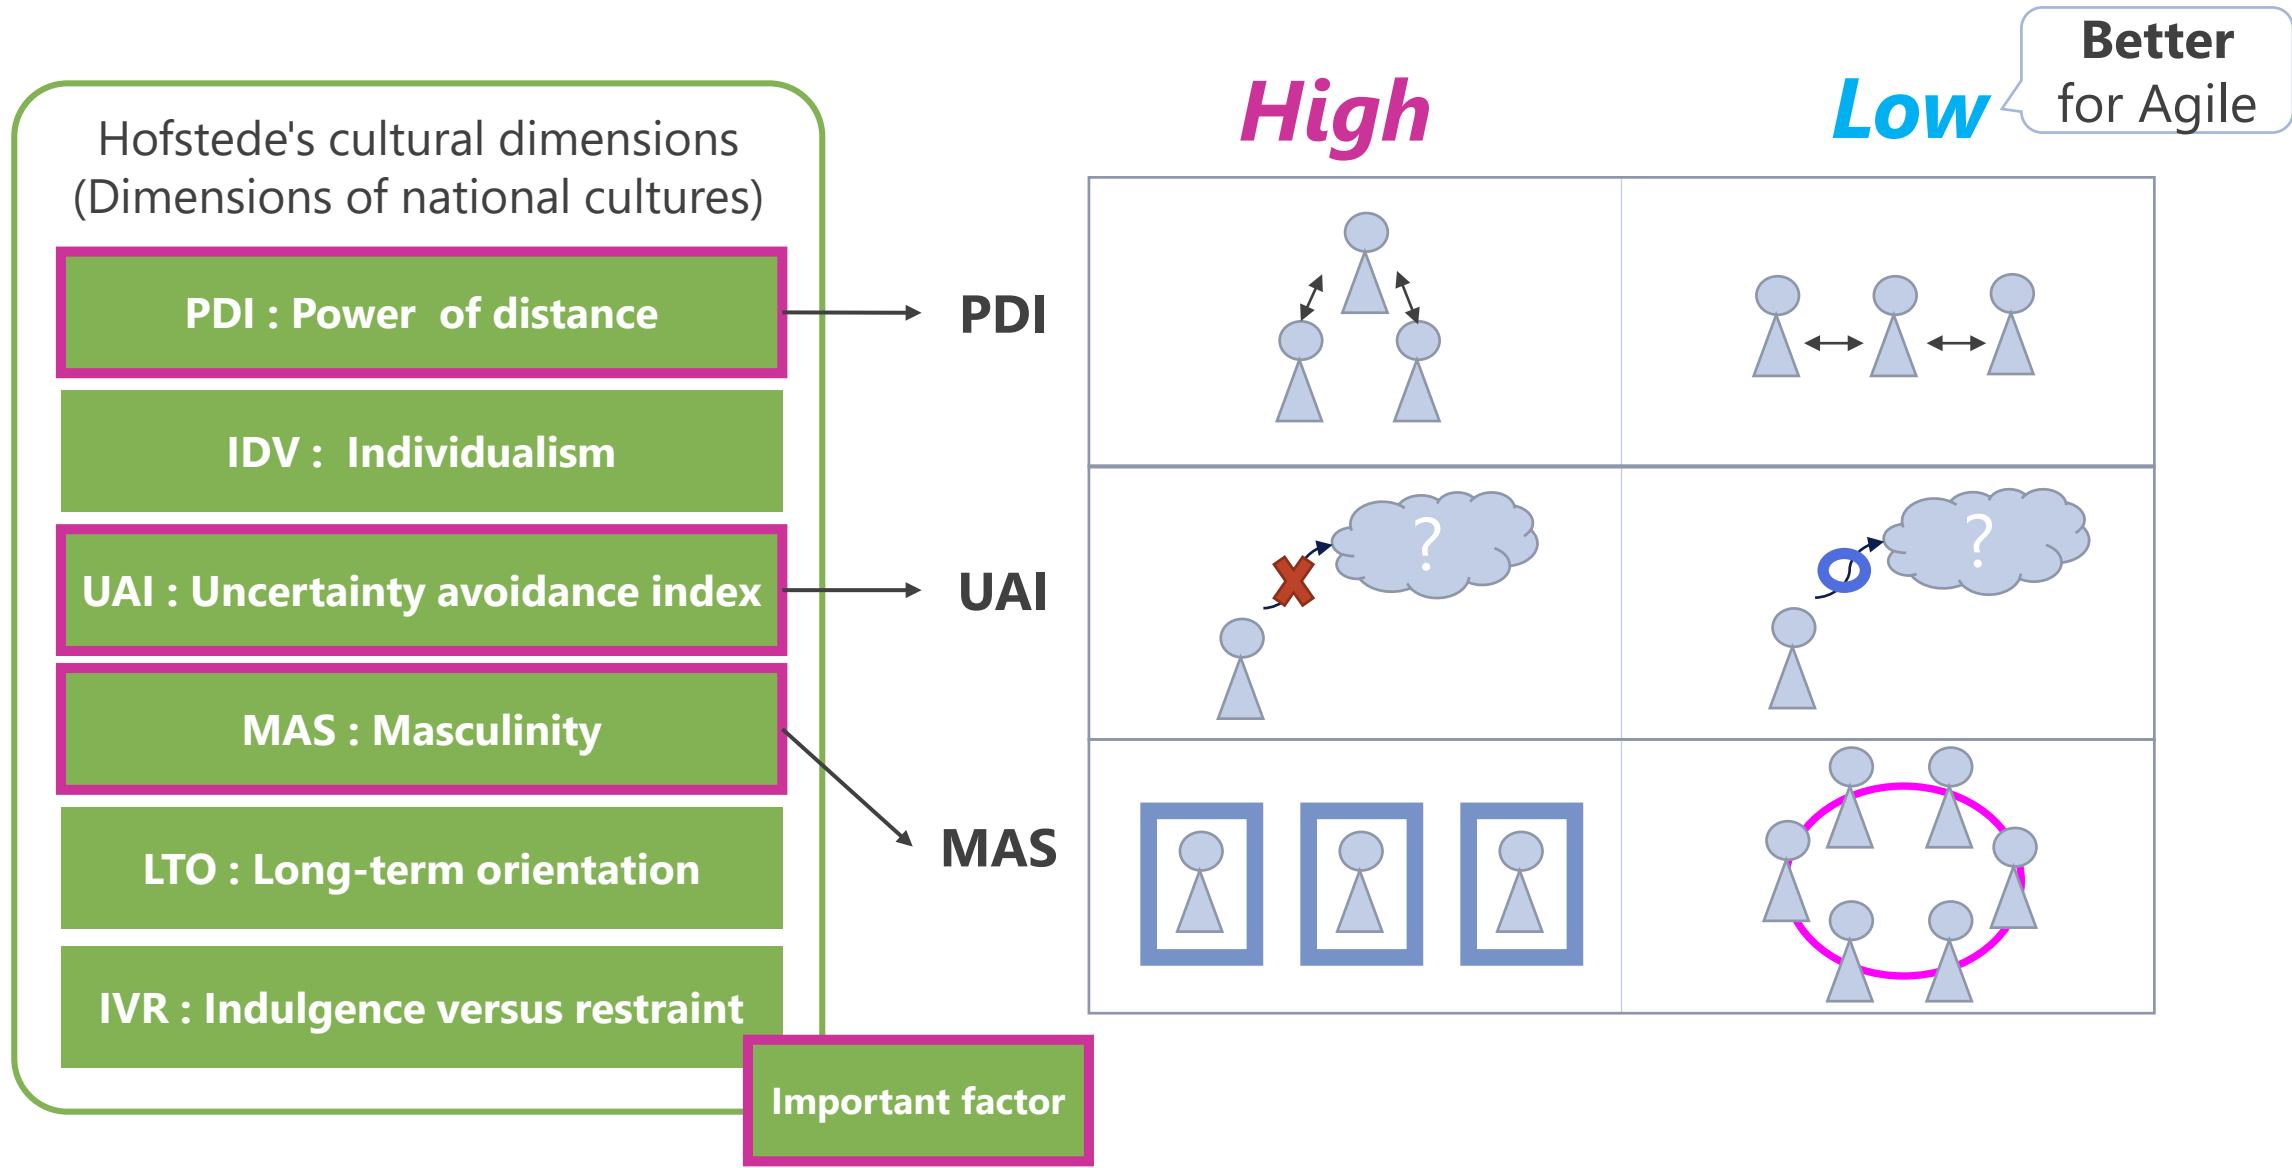 Hofstede's cultural dimensions
(Dimensions of national cultures)
PDI : Power  of distance
IDV :  Individualism
UAI : Uncertainty avoidance index
MAS : Masculinity
LTO : Long-term orientation
IVR : Indulgence versus restraint
Important factor
High
Low
Better
for Agile
PDI
UAI
?
?
MAS